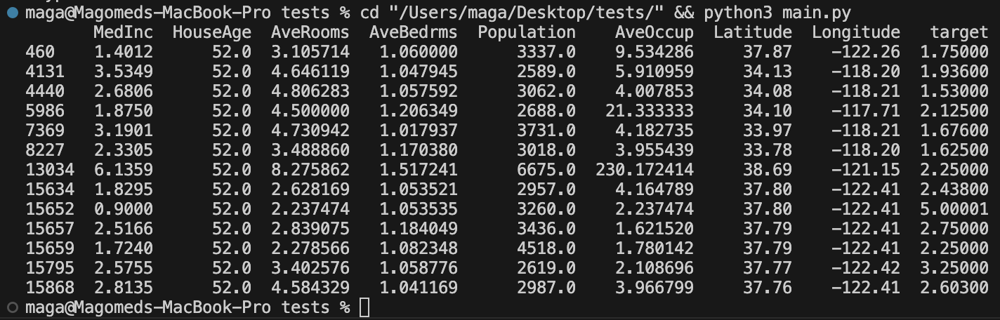 maga@Magomeds-MacBook-Pro tests % cd "/Users/maga/Desktop/tests/" && python3 main.py
MedInc HouseAge AveRooms AveBedrms Population AveOccup Latitude Longitude target
460 1.4012 52.0 3.105714 1.060000 3337.0 9.534286 37.87 -122.26 1.75000
4131 3.5349 52.0 4.646119 1.047945 2589.0 5.910959 34.13 -118.20 1.93600
4440 2.6806 52.0 4.806283 1.057592 3062.0 4.007853 34.08 -118.21 1.53000
5986 1.8750 52.0 4.500000 1.206349 2688.0 21.333333 34.10 -117.71 2.12500
7369 3.1901 52.0 4.730942 1.017937 3731.0 4.182735 33.97 -118.21 1.67600
8227 2.3305 52.0 3.488860 1.170380 3018.0 3.955439 33.78 -118.20 1.62500
13034 6.1359 52.0 8.275862 1.517241 6675.0 230.172414 38.69 -121.15 2.25000
15634 1.8295 52.0 2.628169 1.053521 2957.0 4.164789 37.80 -122.41 2.43800
15652 0.9000 52.0 2.237474 1.053535 3260.0 2.237474 37.80 -122.41 5.00001
15657 2.5166 52.0 2.839075 1.184049 3436.0 1.621520 37.79 -122.41 2.75000
15659 1.7240 52.0 2.278566 1.082348 4518.0 1.780142 37.79 -122.41 2.25000
15795 2.5755 52.0 3.402576 1.058776 2619.0 2.108696 37.77 -122.42 3.25000
15868 2.8135 52.0 4.584329 1.041169 2987.0 3.966799 37.76 -122.41 2.60300
maga@Magomeds-MacBook-Pro tests %